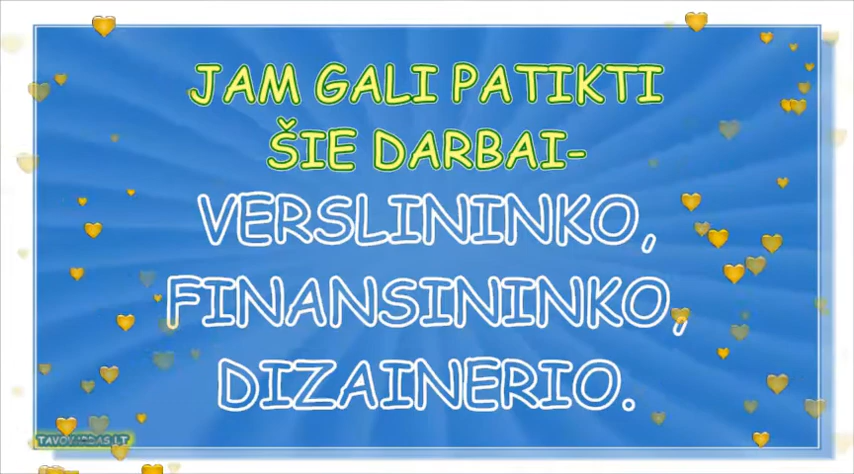 JAM GALI PATIKTI
ŠIE DARBAI-
VERSLININKO,
FINANSININKO,
DIZAINERIO.
TAVOVARDAS.LT